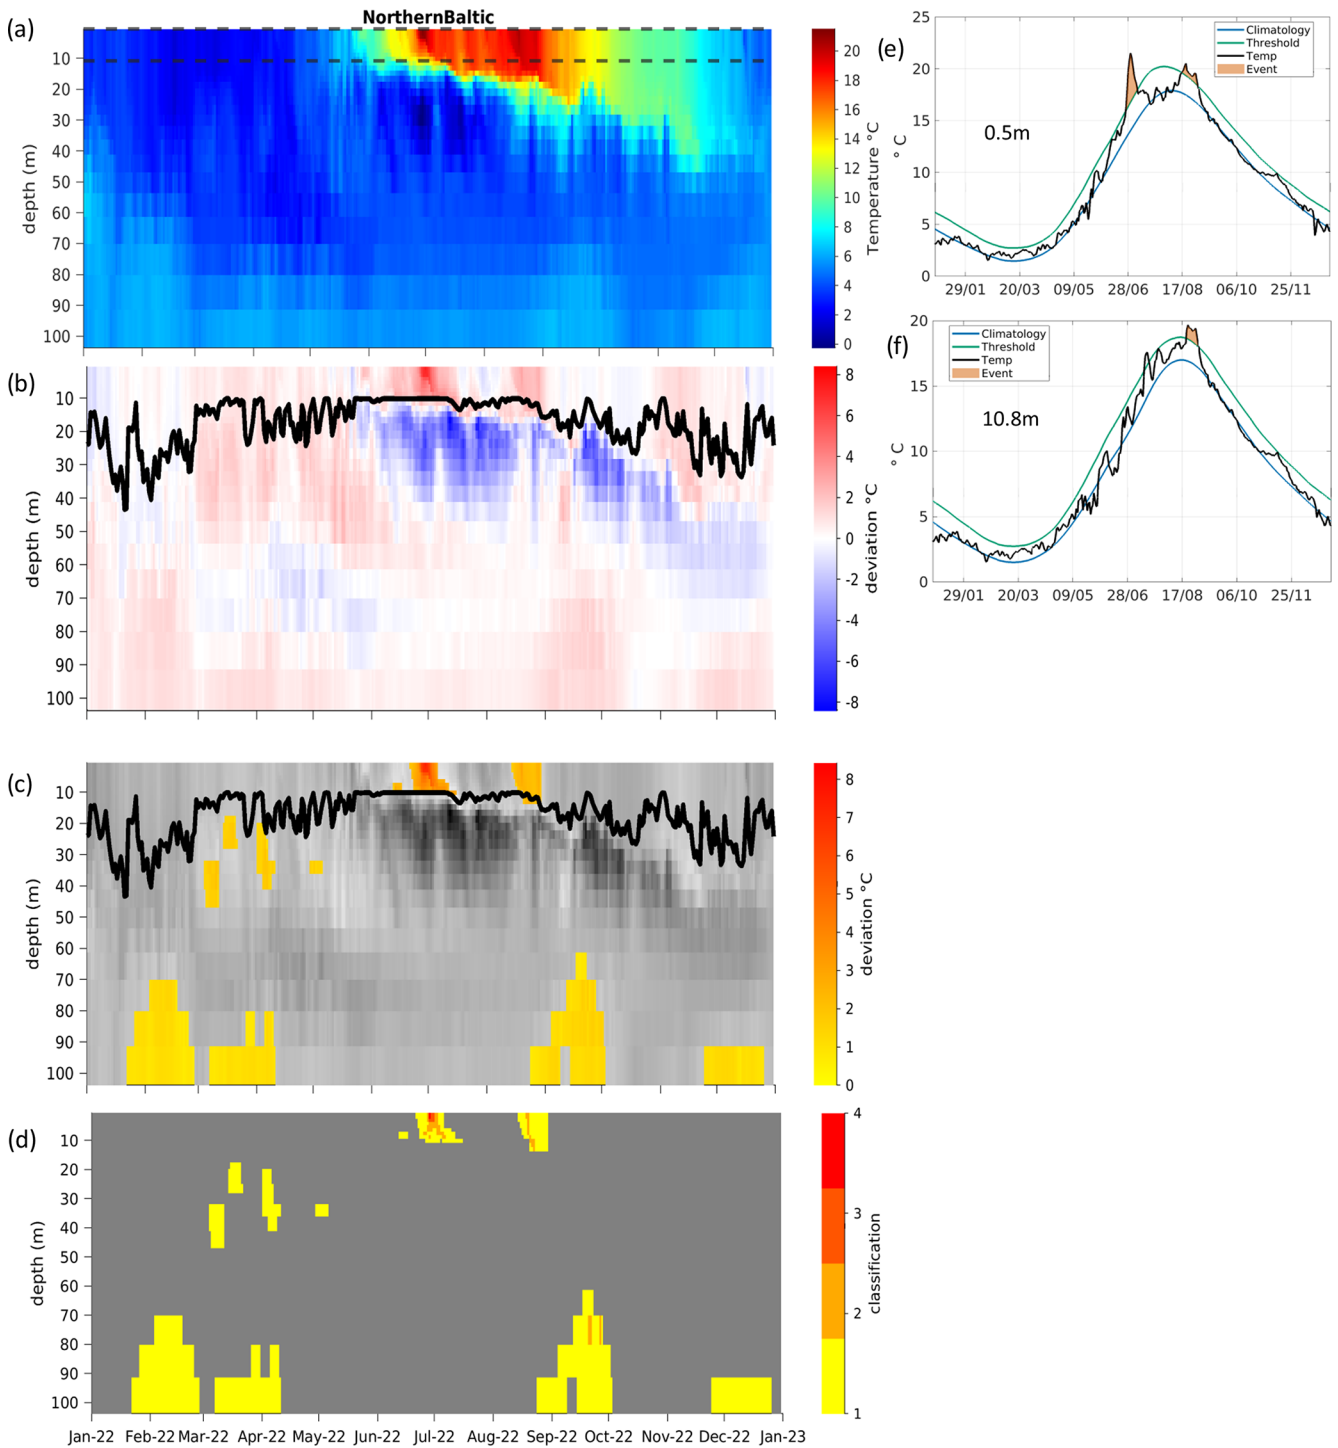 (a)
NorthernBaltic
10
20
30
40
50
60
70
80
90
100
depth (m)
20
18
16
14
12
10
8
6
4
2
0
Temperature °C
(b)
10
20
30
40
50
60
70
80
90
100
depth (m)
8
6
4
2
0
-2
-4
-6
-8
deviation °C
(c)
10
20
30
40
50
60
70
80
90
100
depth (m)
8
7
6
5
4
3
2
1
0
deviation °C
(d)
10
20
30
40
50
60
70
80
90
100
depth (m)
Jan-22 Feb-22 Mar-22 Apr-22 May-22 Jun-22 Jul-22 Aug-22 Sep-22 Oct-22 Nov-22 Dec-22 Jan-23
4
3
2
1
classification
(e)
25
20
15
10
5
0
° C
0.5m
Climatology
Threshold
Temp
Event
29/01 20/03 09/05 28/06 17/08 06/10 25/11
(f)
20
15
10
5
0
° C
10.8m
Climatology
Threshold
Temp
Event
29/01 20/03 09/05 28/06 17/08 06/10 25/11